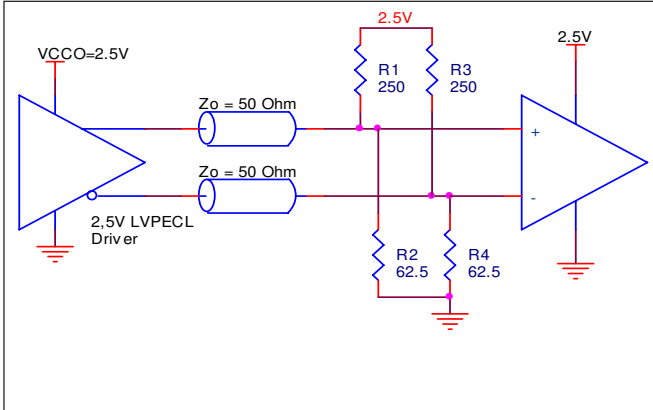 2.5V
VCCO=2.5V
2.5V
R1
250
R3
250
Zo = 50 Ohm
+
Zo = 50 Ohm
-
2,5V LVPECL
Driver
R2
62.5
R4
62.5